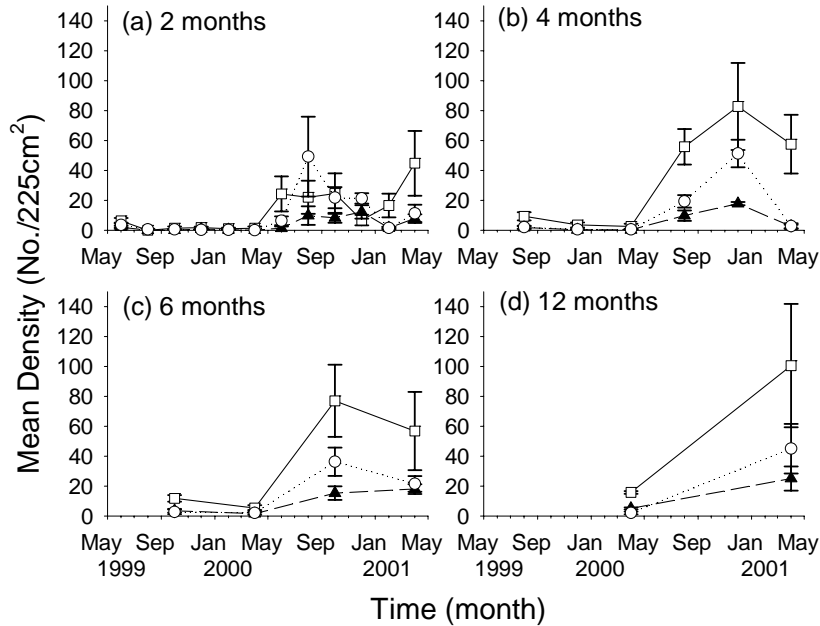 Mean Density (No./225cm²)
(a) 2 months
140
120
100
80
60
40
20
0
May Sep Jan May Sep Jan May
(b) 4 months
140
120
100
80
60
40
20
0
May Sep Jan May Sep Jan May
(c) 6 months
140
120
100
80
60
40
20
0
May Sep Jan May Sep Jan May
1999 2000 2001
(d) 12 months
140
120
100
80
60
40
20
0
May Sep Jan May Sep Jan May
1999 2000 2001
Time (month)